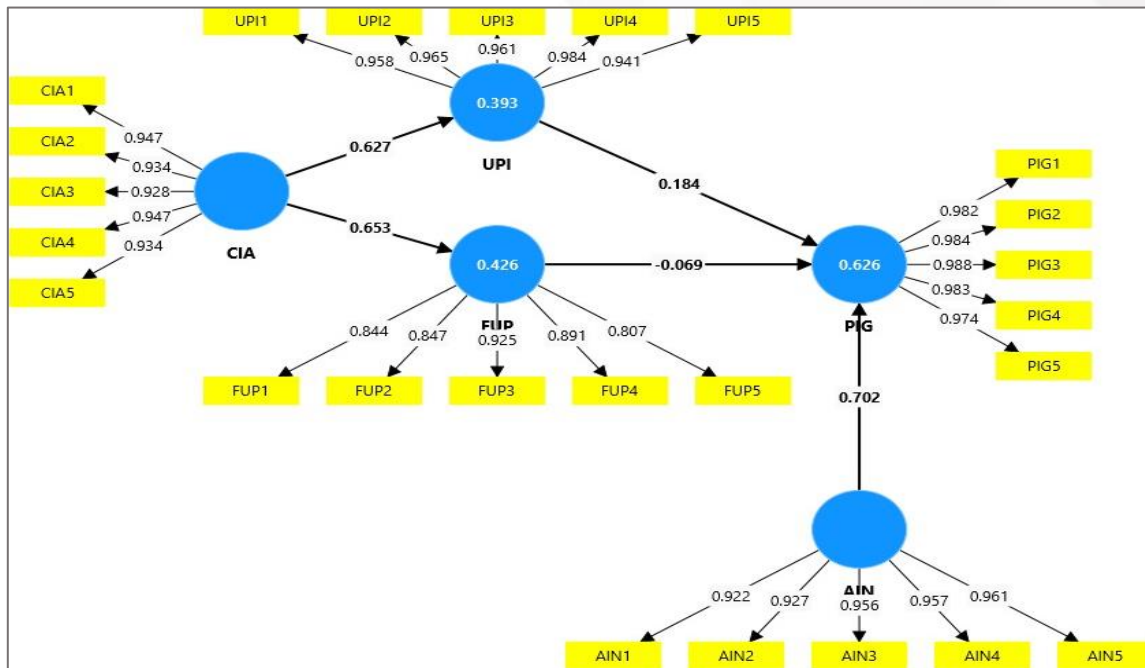 UPI1 UPI2 UPI3 UPI4 UPI5
0.958 0.965 0.961 0.984 0.941
CIA1
CIA2
CIA3
CIA4
CIA5
0.947
0.934
0.928
0.947
0.934
CIA
0.627
0.653
0.393
UPI
0.184
0.426
FUP
-0.069
0.844 0.847 0.925 0.891 0.807
FUP1 FUP2 FUP3 FUP4 FUP5
0.626
PIG
0.982
0.984
0.988
0.983
0.974
PIG1
PIG2
PIG3
PIG4
PIG5
0.702
AIN
0.922 0.927 0.956 0.957 0.961
AIN1 AIN2 AIN3 AIN4 AIN5